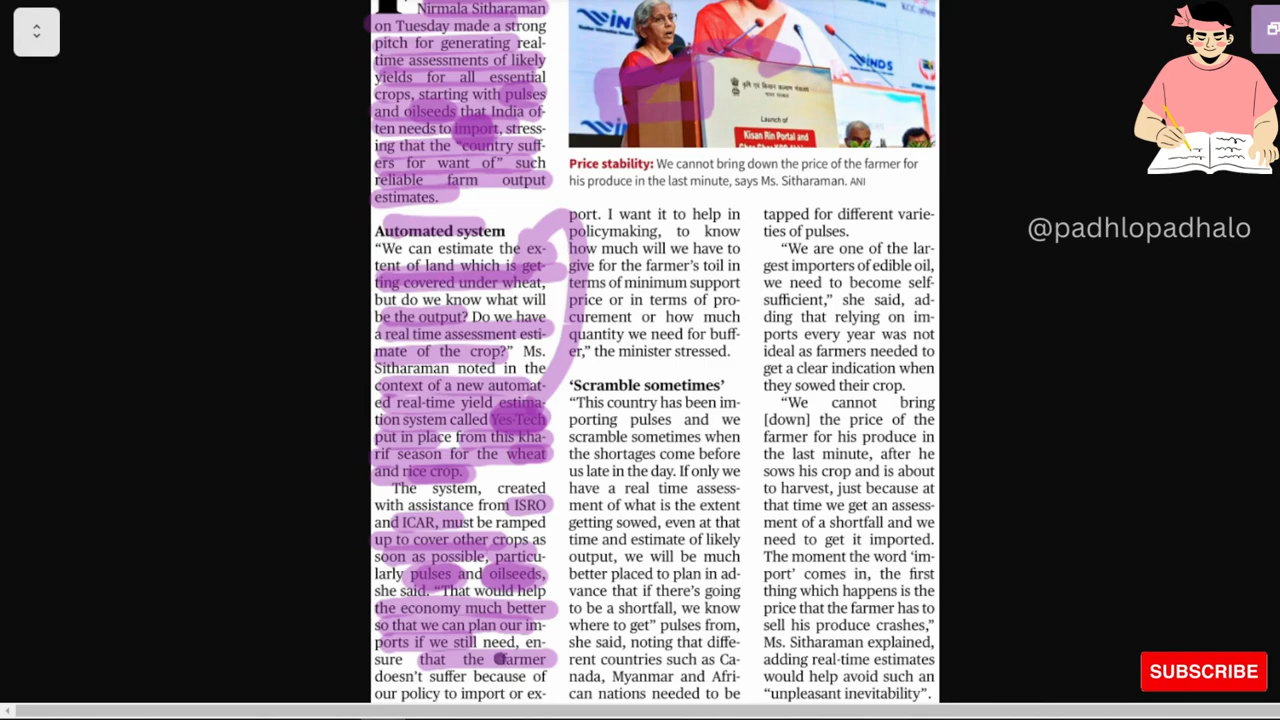 Nirmala Sitharaman
on Tuesday made a strong
pitch for generating real-
time assessments of likely
yields for all essential
crops, starting with pulses
and oilseeds that India of-
ten needs to import, stress-
ing that the “country suff-
ers for want of” such
reliable farm output
estimates.
Automated system
“We can estimate the ex-
tent of land which is get-
ting covered under wheat,
but do we know what will
be the output? Do we have
a real time assessment esti-
mate of the crop?” Ms.
Sitharaman noted in the
context of a new automat-
ed real-time yield estima-
tion system called Yes-Tech
put in place from this kha-
rif season for the wheat
and rice crop.
The system, created
with assistance from ISRO
and ICAR, must be ramped
up to cover other crops as
soon as possible, particu-
larly pulses and oilseeds,
she said. “That would help
the economy much better
so that we can plan our im-
ports if we still need, en-
sure that the farmer
doesn’t suffer because of
our policy to import or ex-
WINDS
कृषि एवं किसान कल्याण मंत्रालय
भारत सरकार
Launch of
Kisan Rin Portal and
Price stability: We cannot bring down the price of the farmer for
his produce in the last minute, says Ms. Sitharaman. ANI
port. I want it to help in
policymaking, to know
how much will we have to
give for the farmer’s toil in
terms of minimum support
price or in terms of pro-
curement or how much
quantity we need for buff-
er,” the minister stressed.
‘Scramble sometimes’
“This country has been im-
porting pulses and we
scramble sometimes when
the shortages come before
us late in the day. If only we
have a real time assess-
ment of what is the extent
getting sowed, even at that
time and estimate of likely
output, we will be much
better placed to plan in ad-
vance that if there’s going
to be a shortfall, we know
where to get” pulses from,
she said, noting that diffe-
rent countries such as Ca-
nada, Myanmar and Afri-
can nations needed to be
tapped for different varie-
ties of pulses.
“We are one of the lar-
gest importers of edible oil,
we need to become self-
sufficient,” she said, ad-
ding that relying on im-
ports every year was not
ideal as farmers needed to
get a clear indication when
they sowed their crop.
“We cannot bring
[down] the price of the
farmer for his produce in
the last minute, after he
sows his crop and is about
to harvest, just because at
that time we get an assess-
ment of a shortfall and we
need to get it imported.
The moment the word ‘im-
port’ comes in, the first
thing which happens is the
price that the farmer has to
sell his produce crashes,”
Ms. Sitharaman explained,
adding real-time estimates
would help avoid such an
“unpleasant inevitability”.
@padhlopadhalo
SUBSCRIBE